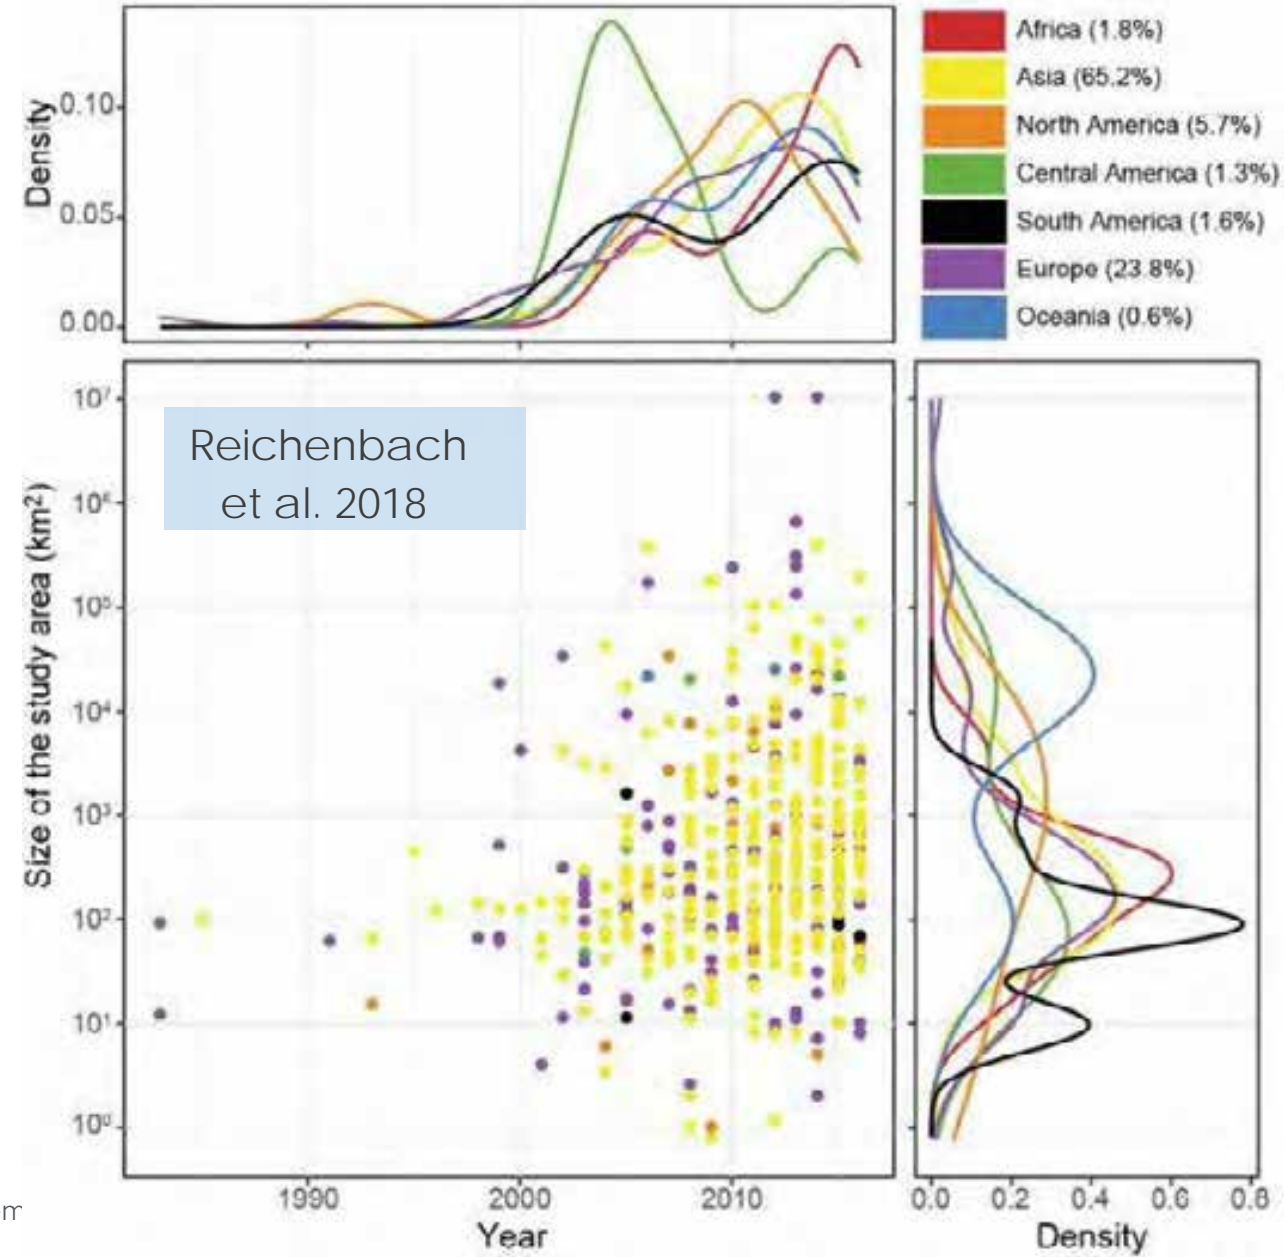 Density
0.10
0.05
0.00
Africa (1.8%)
Asia (65.2%)
North America (5.7%)
Central America (1.3%)
South America (1.6%)
Europe (23.8%)
Oceania (0.6%)
Size of the study area (km²)
10⁷
10⁶
10⁵
10⁴
10³
10²
10¹
10⁰
Reichenbach
et al. 2018
1990
2000
2010
Year
0.0
0.2
0.4
0.6
0.8
Density